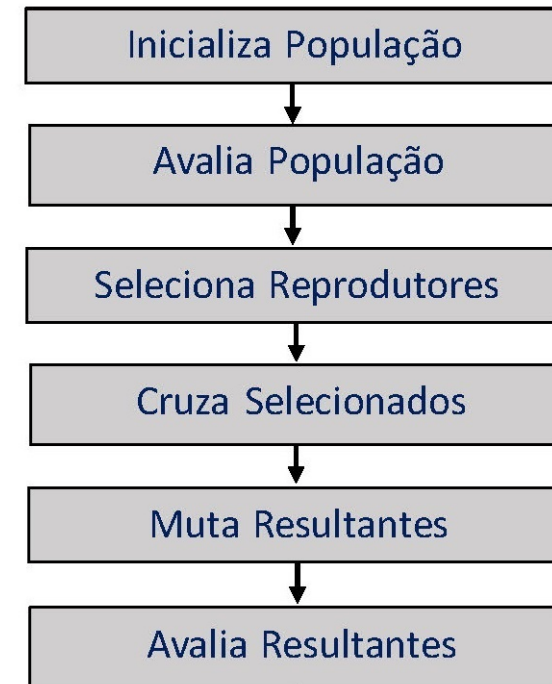 Inicializa População
Avalia População
Seleciona Reprodutores
Cruza Selecionados
Muta Resultantes
Avalia Resultantes